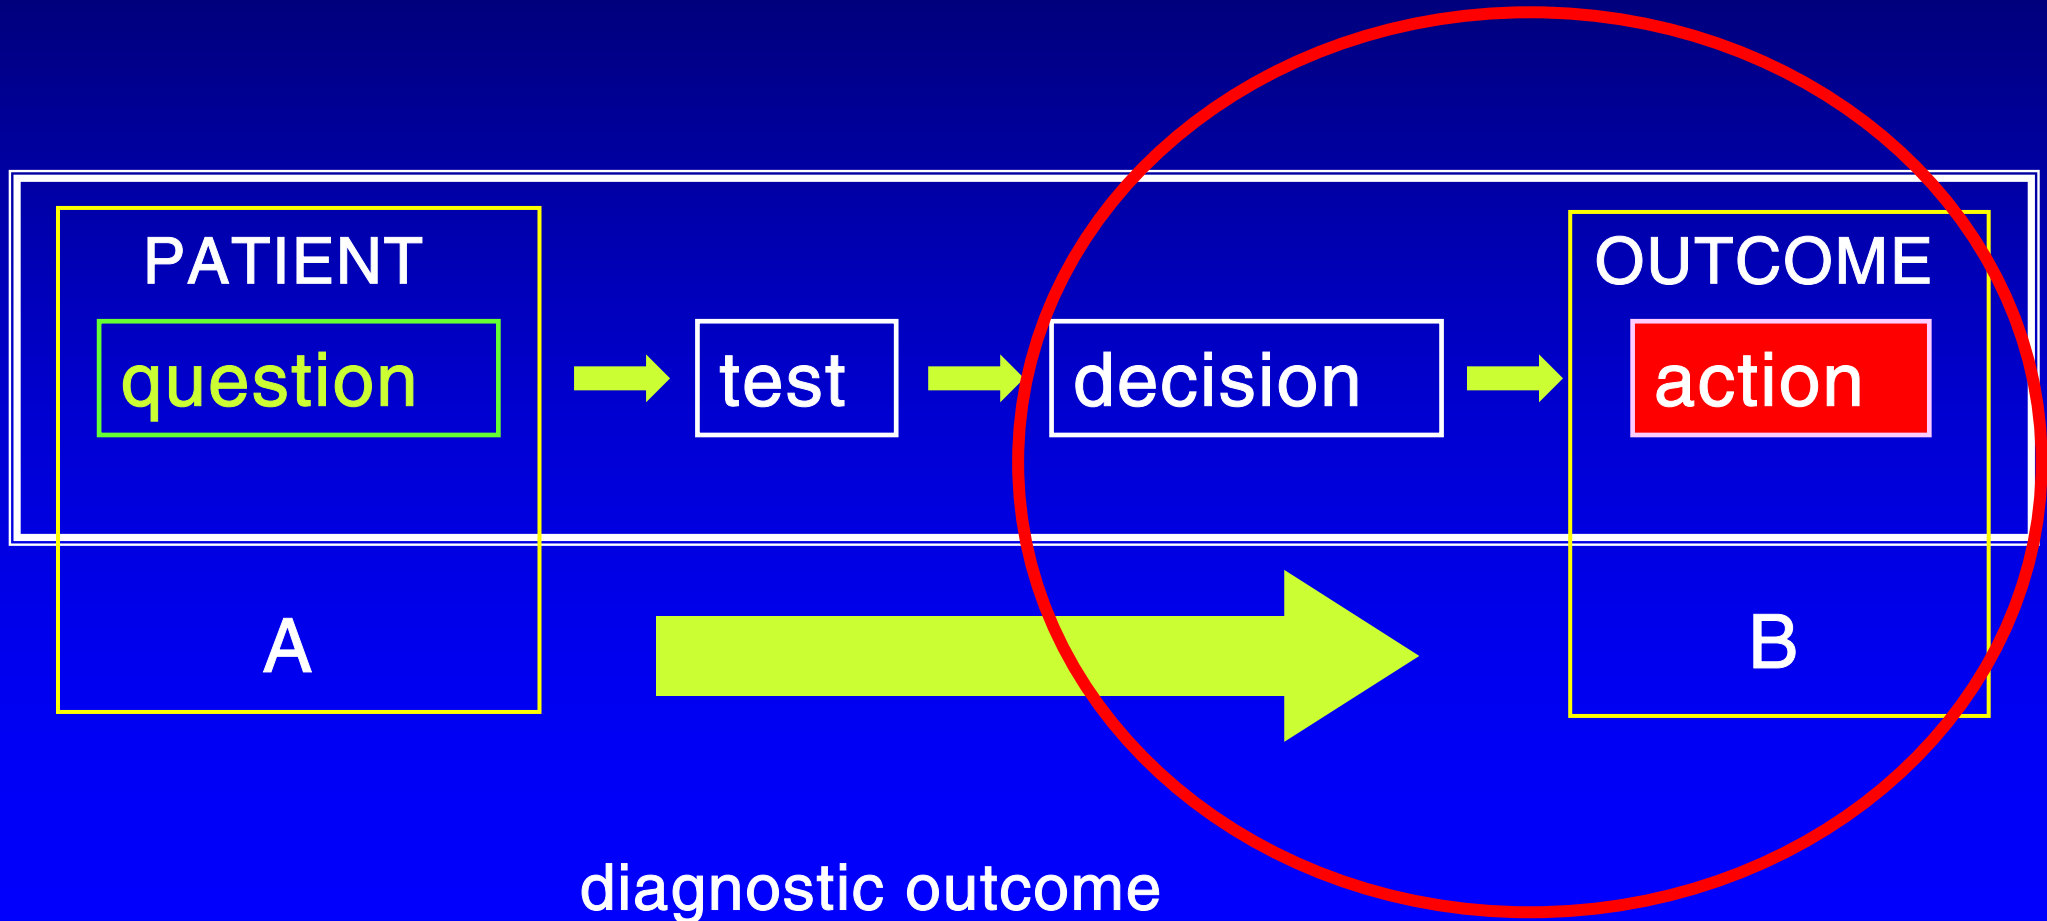 PATIENT
OUTCOME
question
test
decision
action
A
B
diagnostic outcome